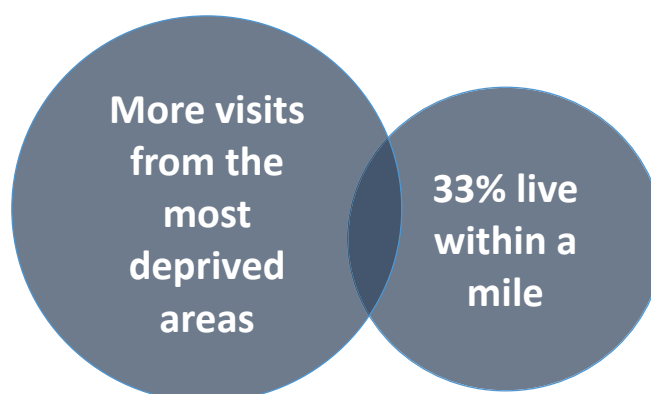 More visits
from the
most
deprived
areas
33% live
within a
mile